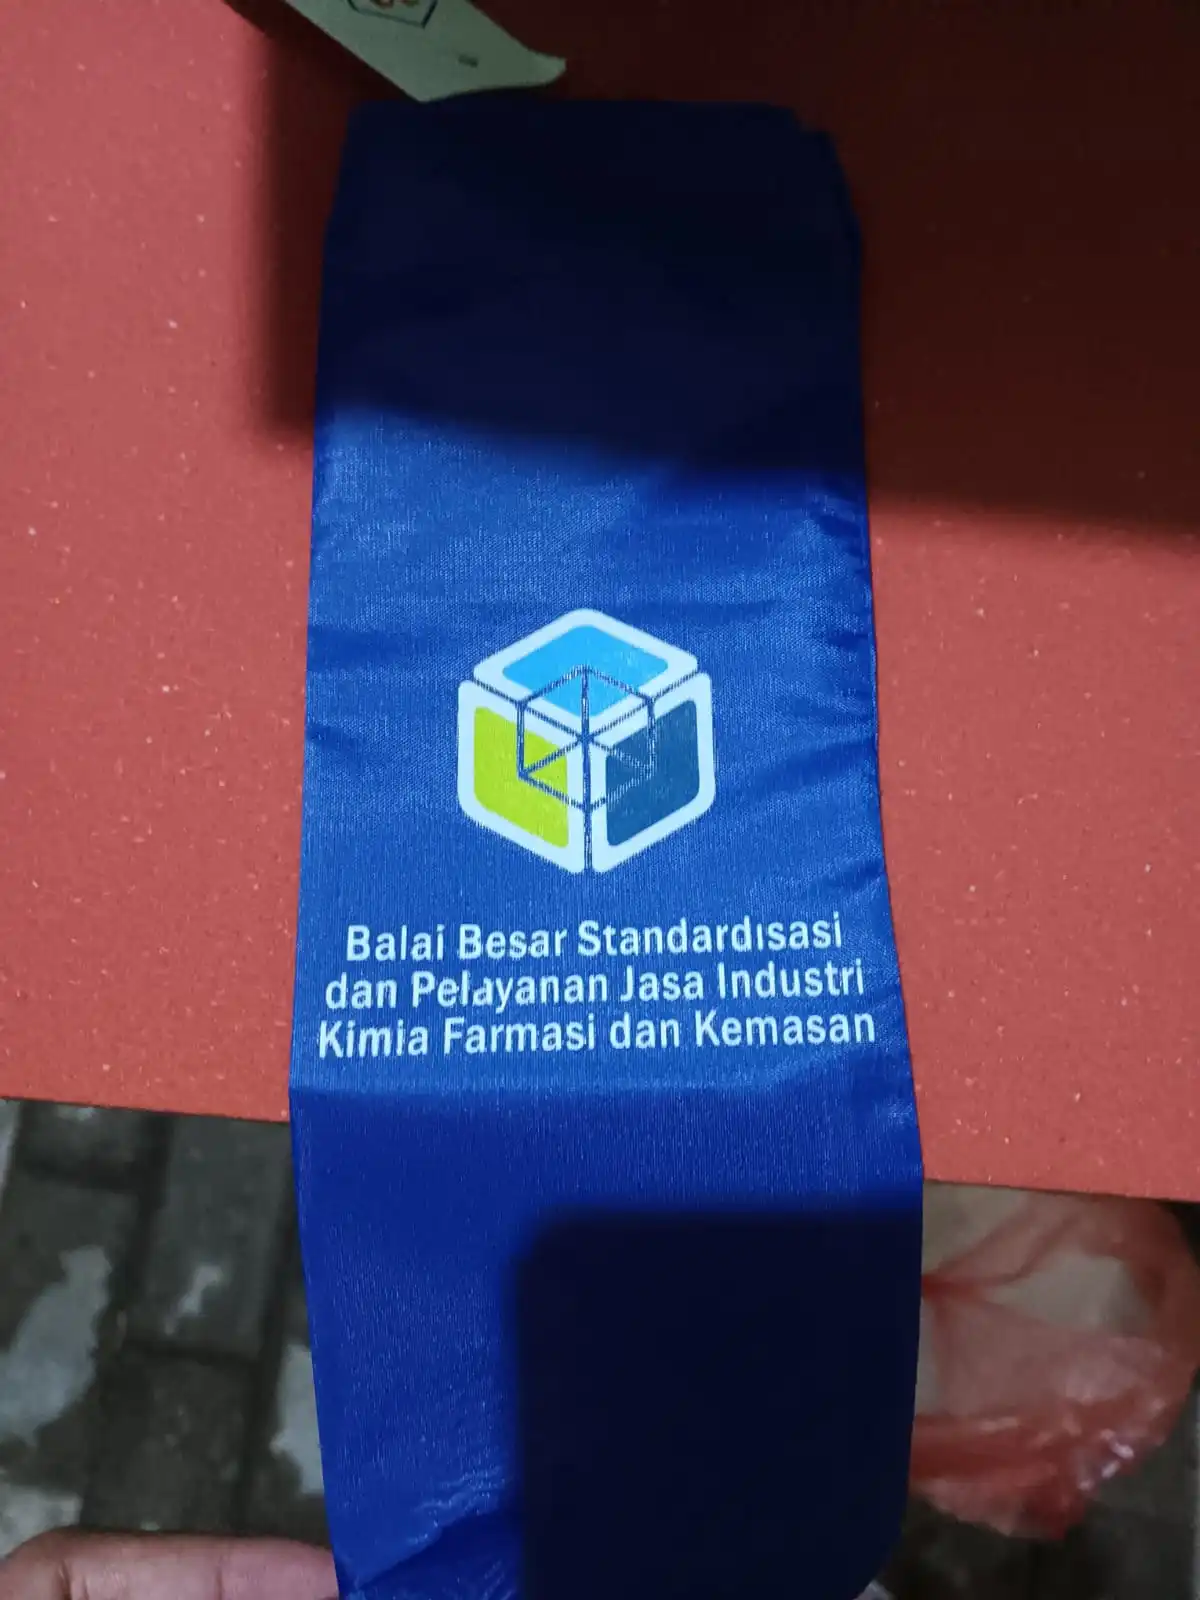 Balai Besar Standardisasi
dan Pelayanan Jasa Industri
Kimia Farmasi dan Kemasan